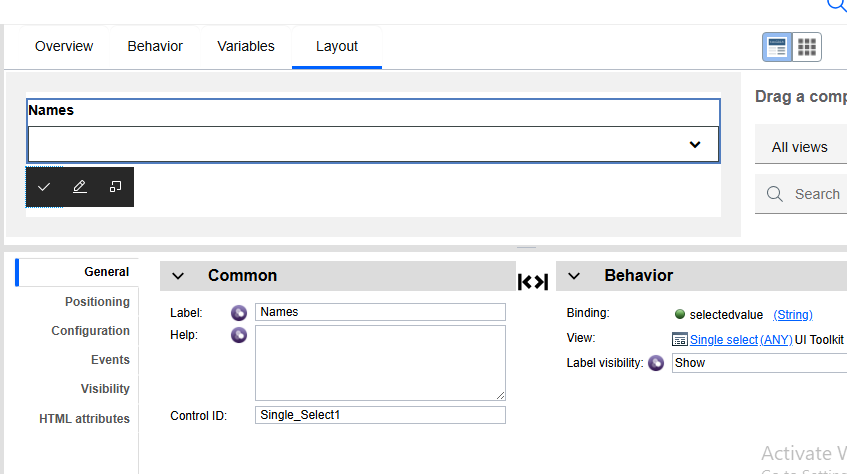 Overview Behavior Variables Layout
Names
Drag a comp
All views
Search
General
Positioning
Configuration
Events
Visibility
HTML attributes
Common
Label: Names
Help:
Control ID: Single_Select1
Behavior
Binding: selectedvalue (String)
View: Single select (ANY) UI Toolkit
Label visibility: Show
Activate